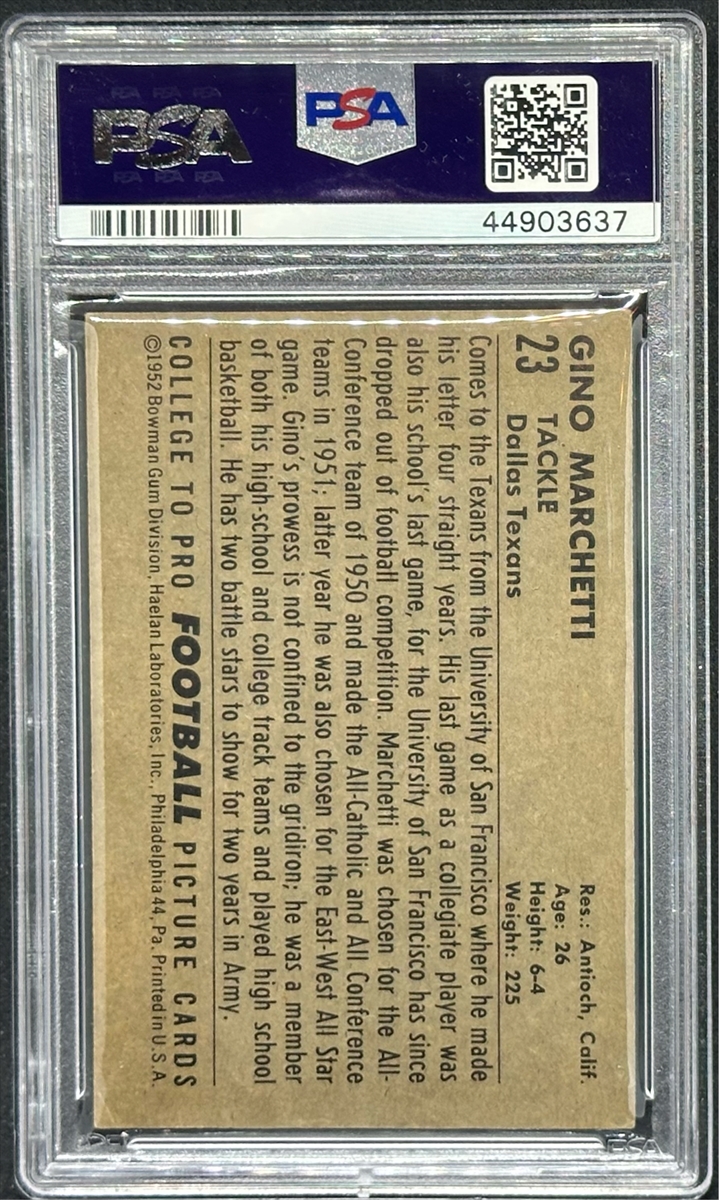 PSA PSA PSA
PSA
PSA PSA PSA
PSA
44903637
GINO MARCHETTI
23 TACKLE
Dallas Texans
Res.: Antioch, Calif.
Age: 26
Height: 6-4
Weight: 225
Comes to the Texans from the University of San Francisco where he made
his letter four straight years. His last game as a collegiate player was
also his school's last game, for the University of San Francisco has since
dropped out of football competition. Marchetti was chosen for the All-
Conference team of 1950 and made the All-Catholic and All Conference
teams in 1951; latter year he was also chosen for the East-West All Star
game. Gino's prowess is not confined to the gridiron; he was a member
of both his high-school and college track teams and played high school
basketball. He has two battle stars to show for two years in Army.
COLLEGE TO PRO FOOTBALL PICTURE CARDS
©1952 Bowman Gum Division, Haelan Laboratories, Inc., Philadelphia 44, Pa. Printed in U.S.A.
PSA